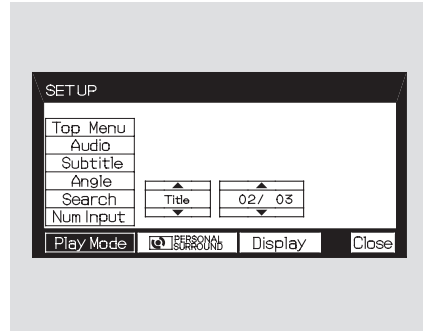 SETUP
Top Menu
Audio
Subtitle
Angle
Search
Num Input
Title
02/ 03
Play Mode
PERSONAL
SURROUND
Display
Close